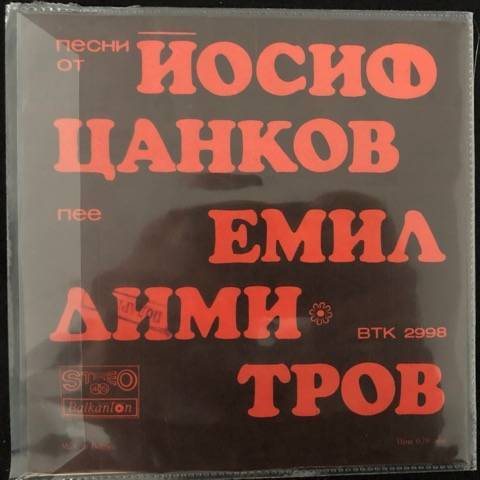 песни
от
ЙОСИФ
ЦАНКОВ
пее
ЕМИЛ
ДИМИ
ВТК 2998
ТРОВ
STEREO
Balkanton